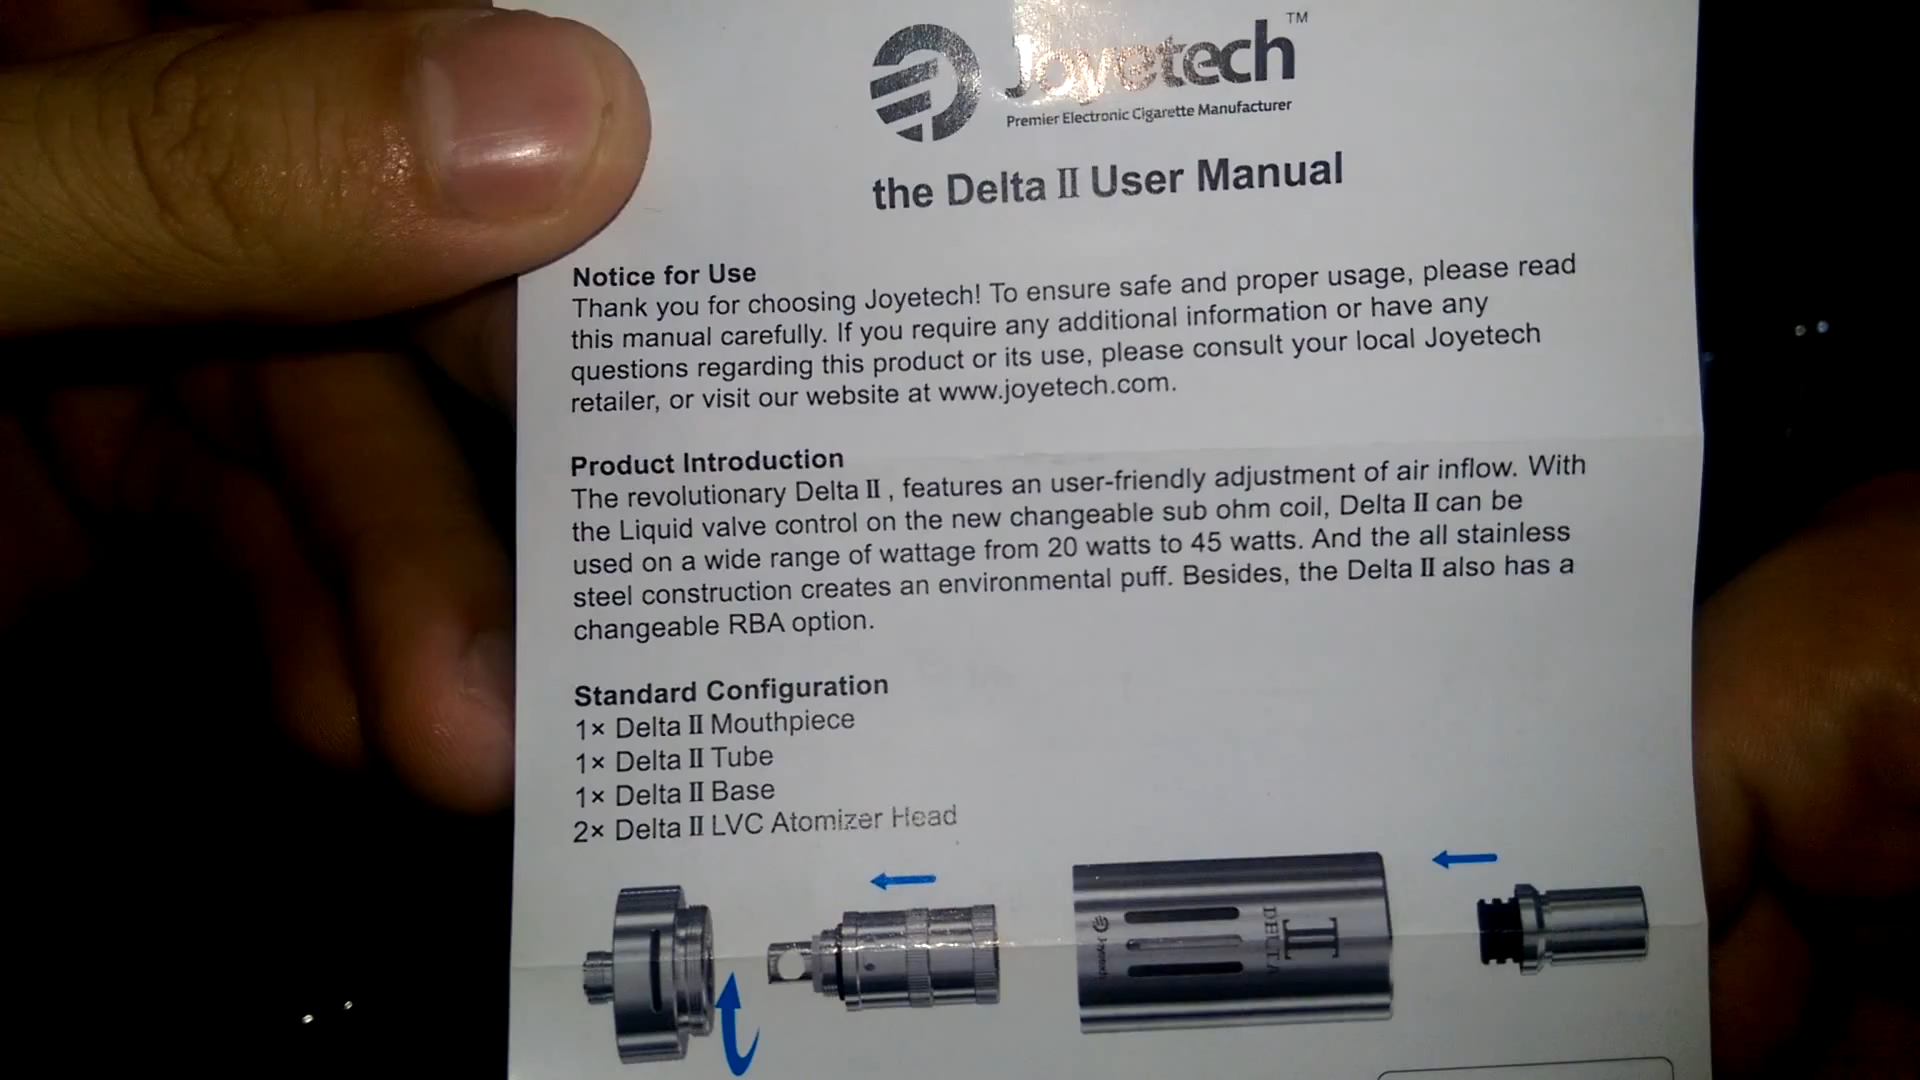 Joyetech™
Premier Electronic Cigarette Manufacturer
the Delta Ⅱ User Manual
Notice for Use
Thank you for choosing Joyetech! To ensure safe and proper usage, please read
this manual carefully. If you require any additional information or have any
questions regarding this product or its use, please consult your local Joyetech
retailer, or visit our website at www.joyetech.com.
Product Introduction
The revolutionary Delta Ⅱ , features an user-friendly adjustment of air inflow. With
the Liquid valve control on the new changeable sub ohm coil, Delta Ⅱ can be
used on a wide range of wattage from 20 watts to 45 watts. And the all stainless
steel construction creates an environmental puff. Besides, the Delta Ⅱ also has a
changeable RBA option.
Standard Configuration
1× Delta Ⅱ Mouthpiece
1× Delta Ⅱ Tube
1× Delta Ⅱ Base
2× Delta Ⅱ LVC Atomizer Head
Joyetech
DELTA
Ⅱ